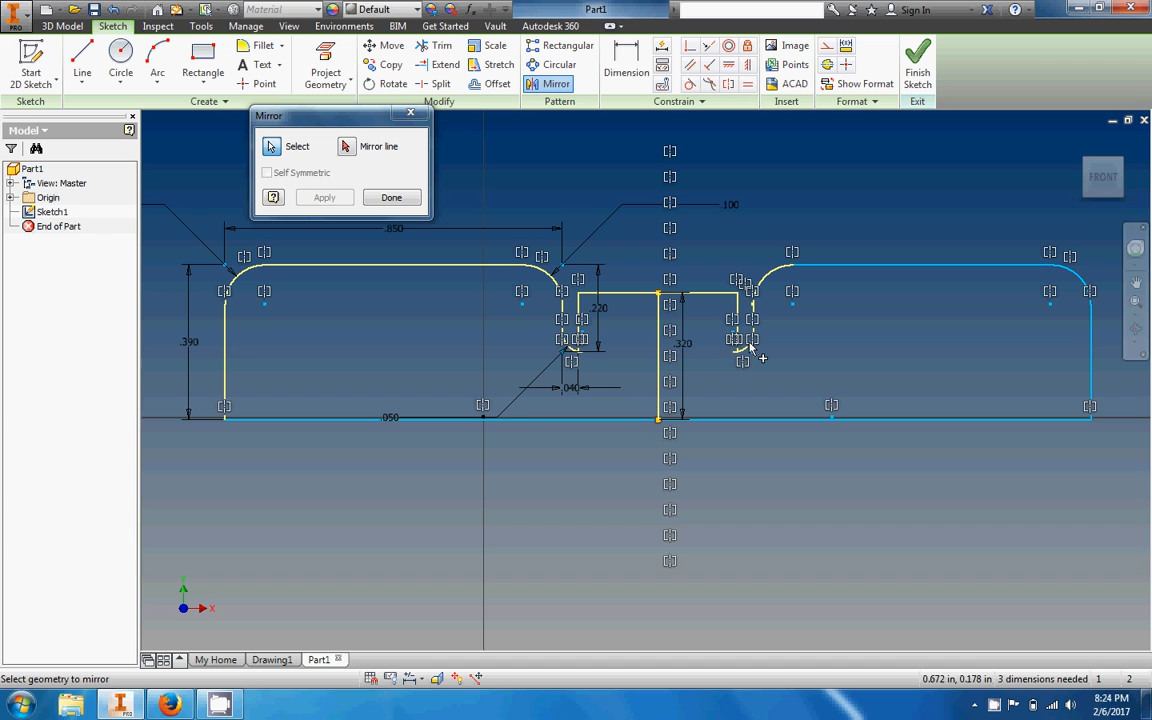 Material
Default
Part1
Sign In
PRO
3D Model
Sketch
Inspect
Tools
Manage
View
Environments
BIM
Get Started
Vault
Autodesk 360
Start
2D Sketch
Line
Circle
Arc
Rectangle
Fillet
Text
Point
Project
Geometry
Move
Copy
Rotate
Trim
Extend
Split
Scale
Stretch
Offset
Rectangular
Circular
Mirror
Dimension
Image
Points
ACAD
Show Format
Finish
Sketch
Sketch
Create
Modify
Pattern
Constrain
Insert
Format
Exit
Model
Part1
View: Master
Origin
Sketch1
End of Part
Mirror
Select
Mirror line
Self Symmetric
Apply
Done
FRONT
.100
.850
.220
.390
.320
.040
.050
Y
X
My Home
Drawing1
Part1
Select geometry to mirror
0.672 in, 0.178 in
3 dimensions needed
1
2
PRO
8:24 PM
2/6/2017